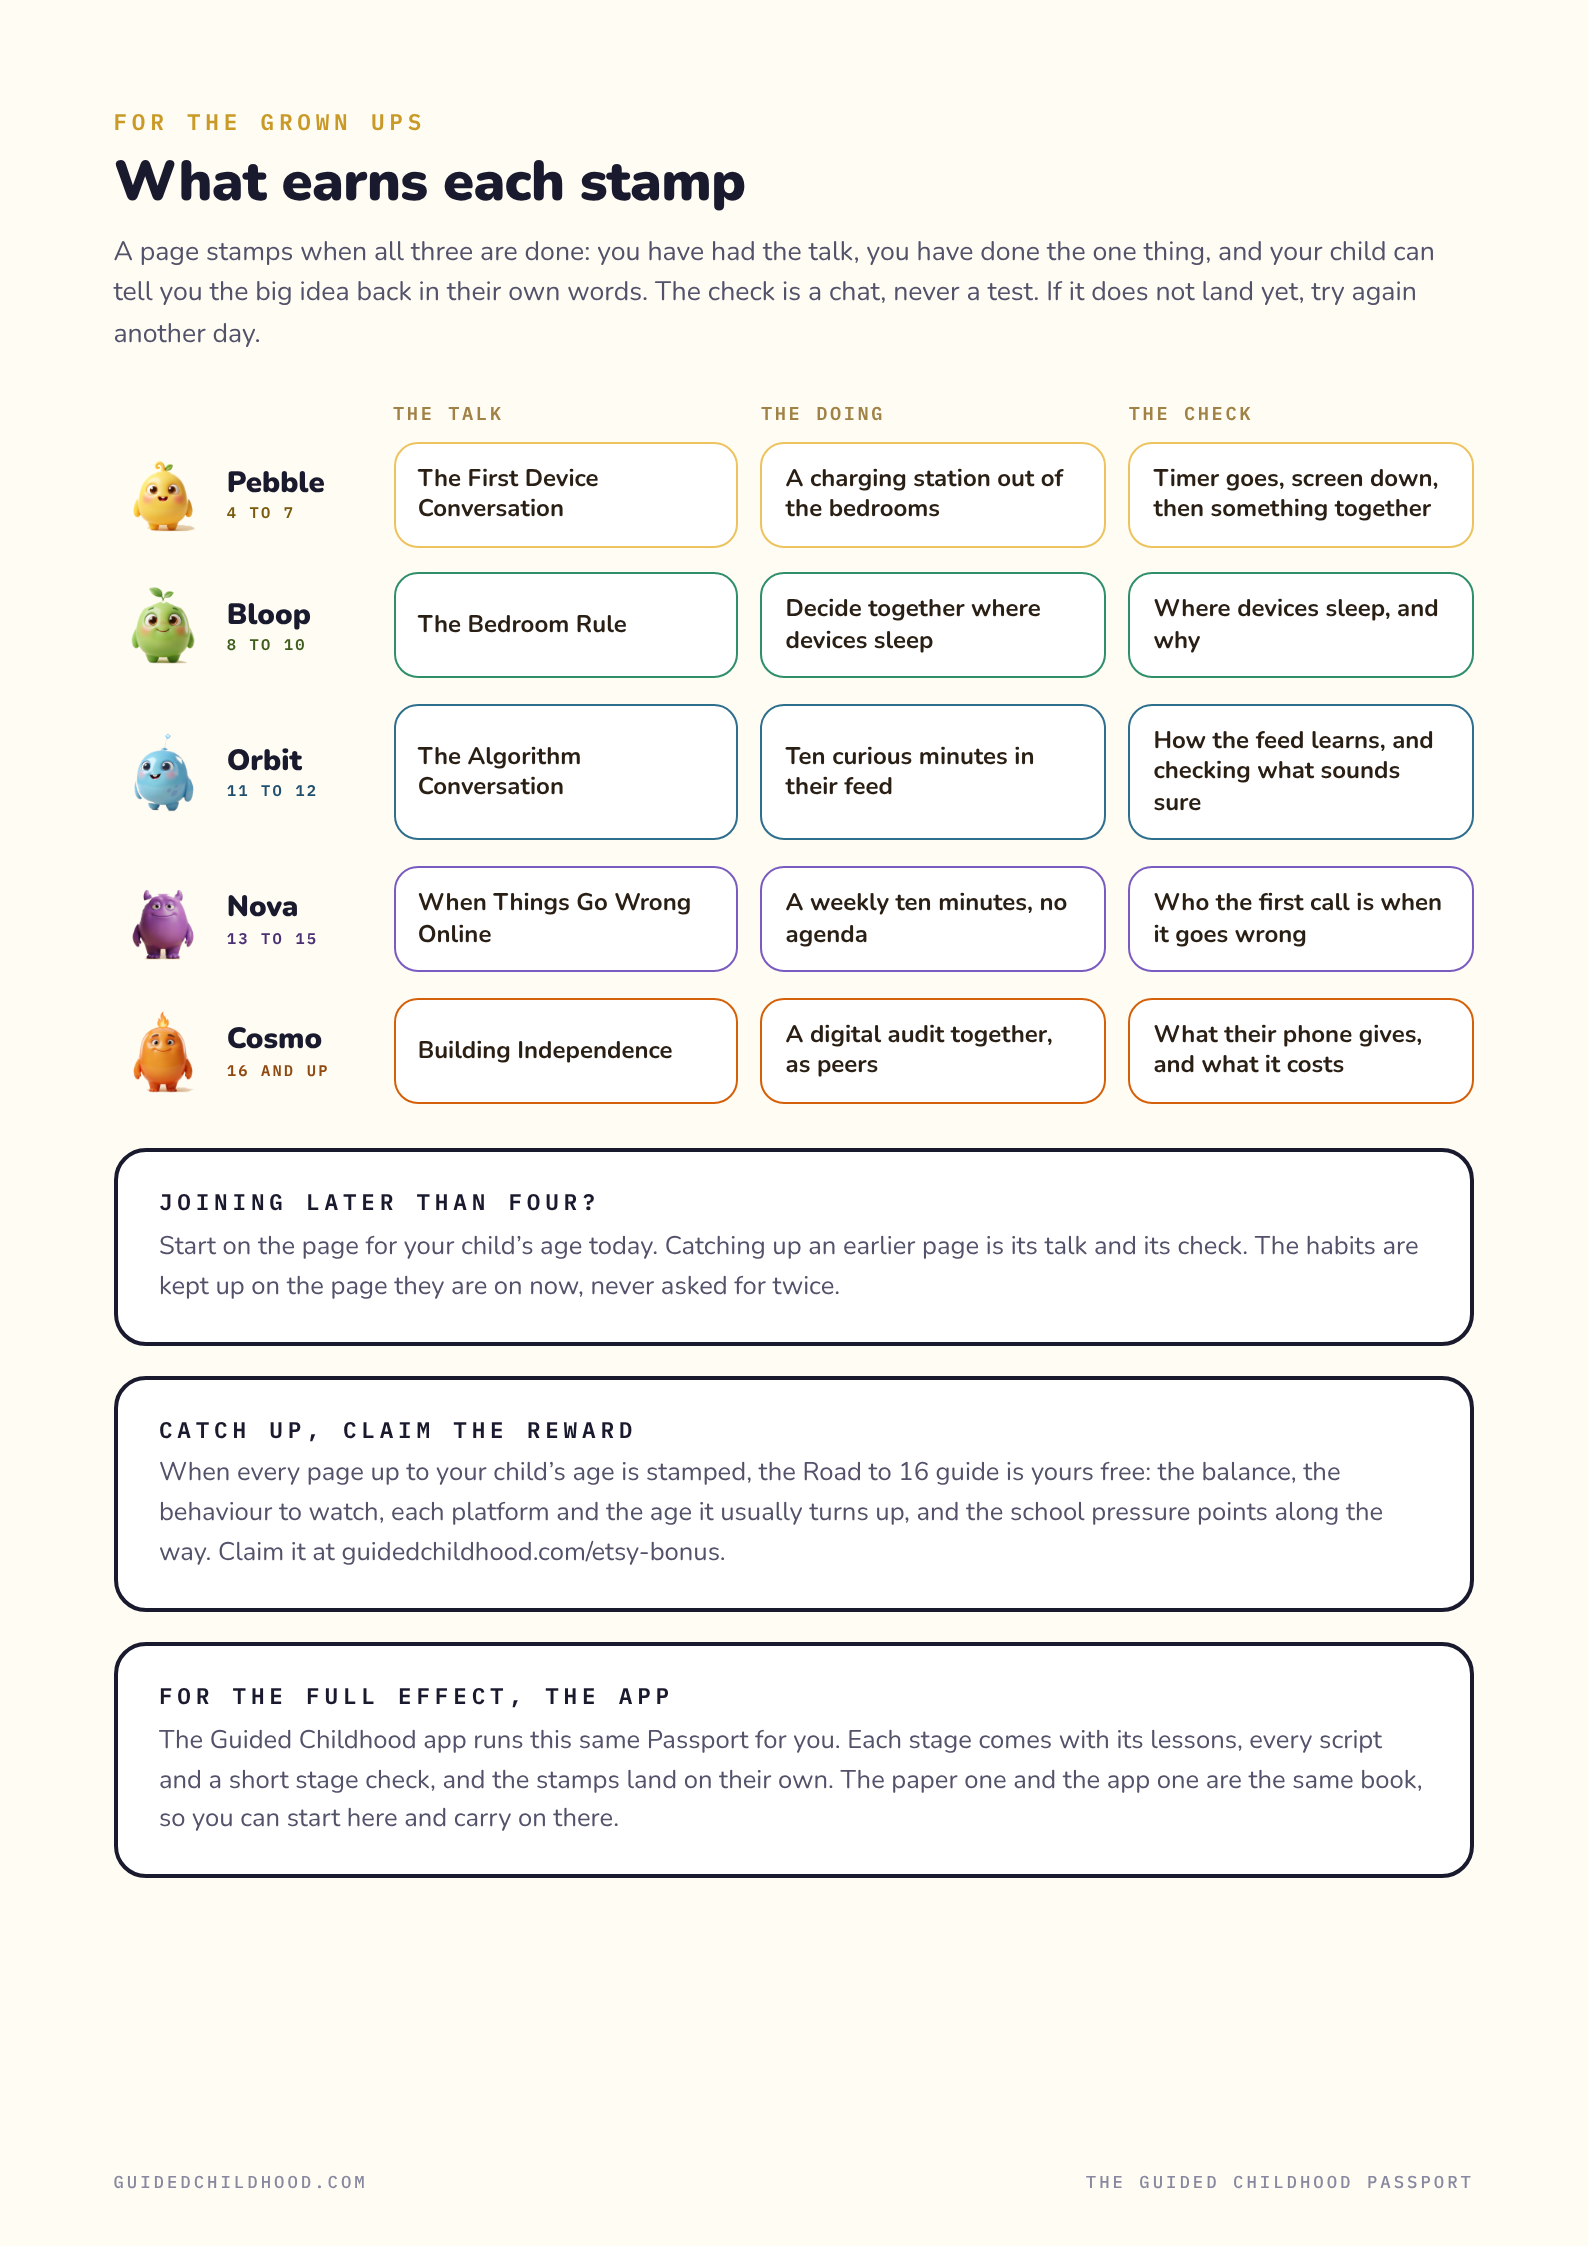 FOR THE GROWN UPS
What earns each stamp
A page stamps when all three are done: you have had the talk, you have done the one thing, and your child can
tell you the big idea back in their own words. The check is a chat, never a test. If it does not land yet, try again
another day.
THE TALK
THE DOING
THE CHECK
Pebble
4 TO 7
The First Device
Conversation
A charging station out of
the bedrooms
Timer goes, screen down,
then something together
Bloop
8 TO 10
The Bedroom Rule
Decide together where
devices sleep
Where devices sleep, and
why
Orbit
11 TO 12
The Algorithm
Conversation
Ten curious minutes in
their feed
How the feed learns, and
checking what sounds
sure
Nova
13 TO 15
When Things Go Wrong
Online
A weekly ten minutes, no
agenda
Who the first call is when
it goes wrong
Cosmo
16 AND UP
Building Independence
A digital audit together,
as peers
What their phone gives,
and what it costs
JOINING LATER THAN FOUR?
Start on the page for your child’s age today. Catching up an earlier page is its talk and its check. The habits are
kept up on the page they are on now, never asked for twice.
CATCH UP, CLAIM THE REWARD
When every page up to your child’s age is stamped, the Road to 16 guide is yours free: the balance, the
behaviour to watch, each platform and the age it usually turns up, and the school pressure points along the
way. Claim it at guidedchildhood.com/etsy-bonus.
FOR THE FULL EFFECT, THE APP
The Guided Childhood app runs this same Passport for you. Each stage comes with its lessons, every script
and a short stage check, and the stamps land on their own. The paper one and the app one are the same book,
so you can start here and carry on there.
GUIDEDCHILDHOOD.COM
THE GUIDED CHILDHOOD PASSPORT